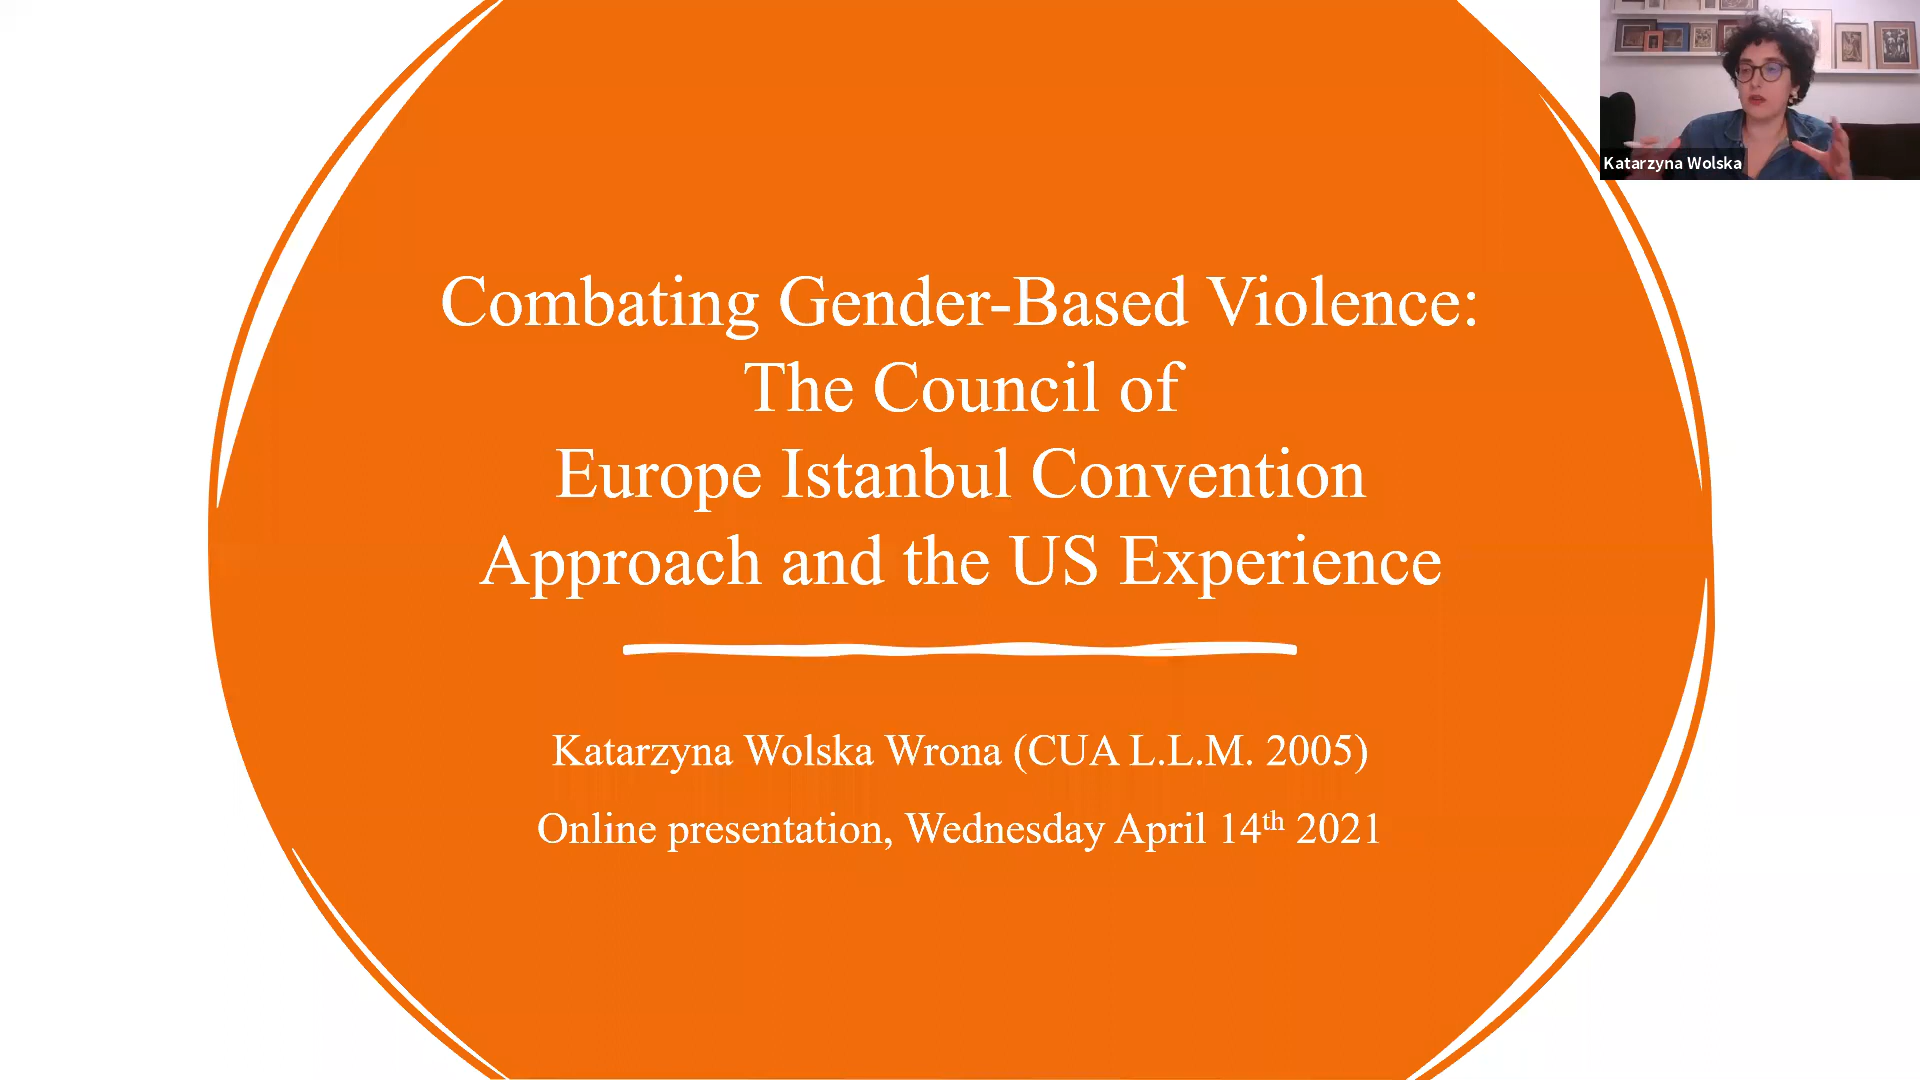 Combating Gender-Based Violence:
The Council of
Europe Istanbul Convention
Approach and the US Experience
Katarzyna Wolska Wrona (CUA L.L.M. 2005)
Online presentation, Wednesday April 14th 2021
Katarzyna Wolska